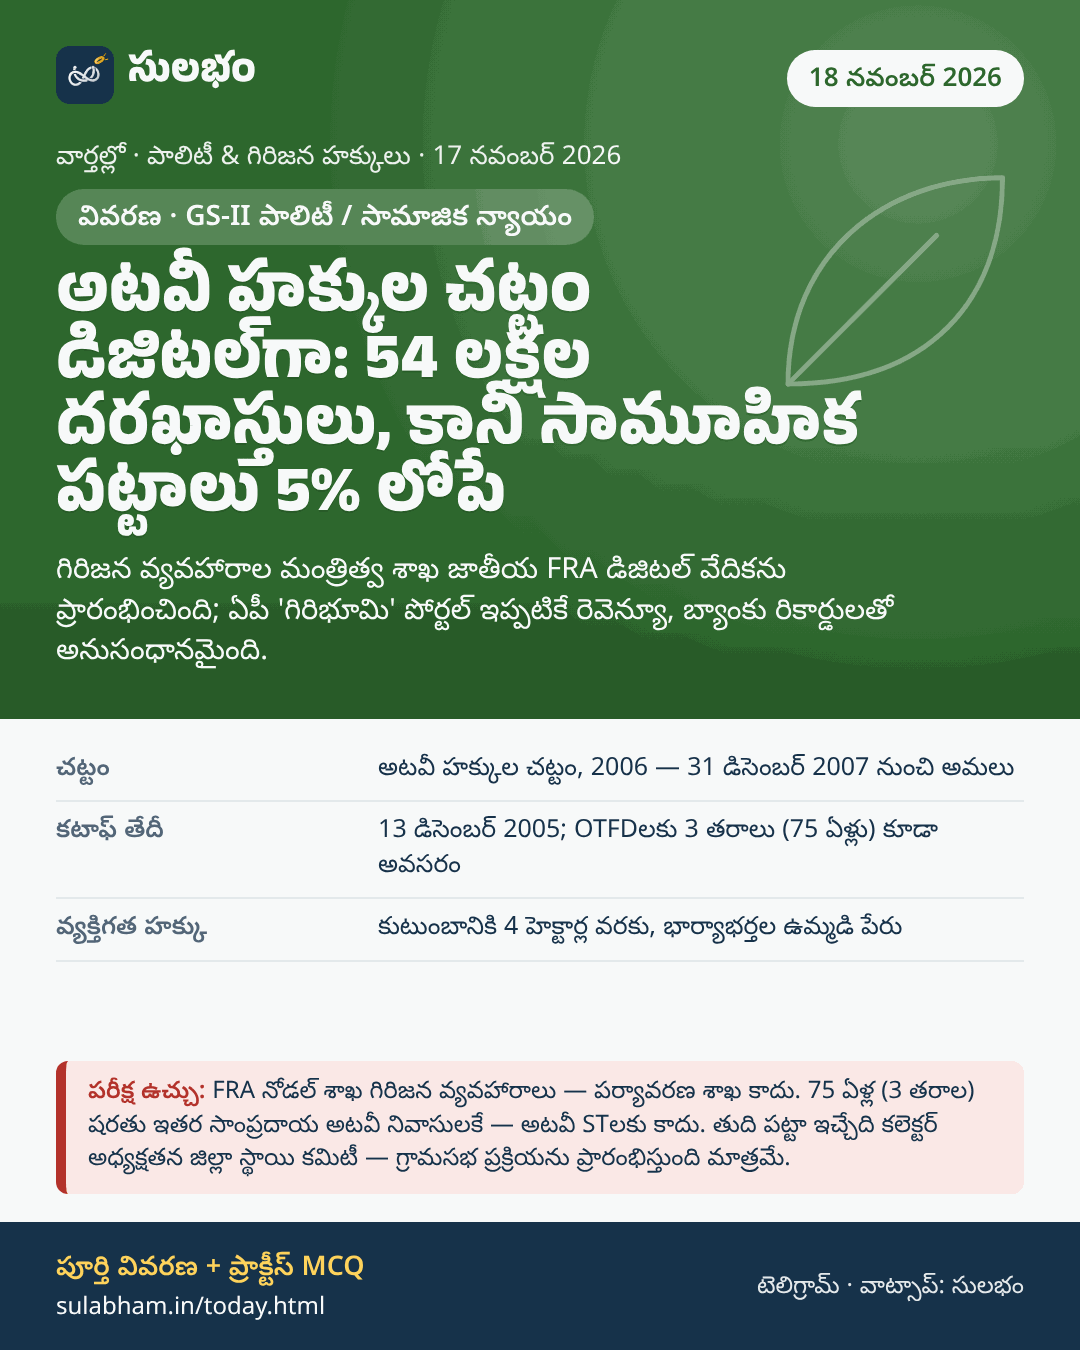 సులభం
18 నవంబర్ 2026
వార్తల్లో · పాలిటీ & గిరిజన హక్కులు · 17 నవంబర్ 2026
వివరణ · GS-II పాలిటీ / సామాజిక న్యాయం
అటవీ హక్కుల చట్టం
డిజిటల్‌గా: 54 లక్షల
దరఖాస్తులు, కానీ సామూహిక
పట్టాలు 5% లోపే
గిరిజన వ్యవహారాల మంత్రిత్వ శాఖ జాతీయ FRA డిజిటల్ వేదికను
ప్రారంభించింది; ఏపీ 'గిరిభూమి' పోర్టల్ ఇప్పటికే రెవెన్యూ, బ్యాంకు రికార్డులతో
అనుసంధానమైంది.
చట్టం
అటవీ హక్కుల చట్టం, 2006 — 31 డిసెంబర్ 2007 నుంచి అమలు
కటాఫ్ తేదీ
13 డిసెంబర్ 2005; OTFDలకు 3 తరాలు (75 ఏళ్లు) కూడా
అవసరం
వ్యక్తిగత హక్కు
కుటుంబానికి 4 హెక్టార్ల వరకు, భార్యాభర్తల ఉమ్మడి పేరు
పరీక్ష ఉచ్చు: FRA నోడల్ శాఖ గిరిజన వ్యవహారాలు — పర్యావరణ శాఖ కాదు. 75 ఏళ్ల (3 తరాల)
షరతు ఇతర సాంప్రదాయ అటవీ నివాసులకే — అటవీ STలకు కాదు. తుది పట్టా ఇచ్చేది కలెక్టర్
అధ్యక్షతన జిల్లా స్థాయి కమిటీ — గ్రామసభ ప్రక్రియను ప్రారంభిస్తుంది మాత్రమే.
పూర్తి వివరణ + ప్రాక్టీస్ MCQ
sulabham.in/today.html
టెలిగ్రామ్ · వాట్సాప్: సులభం